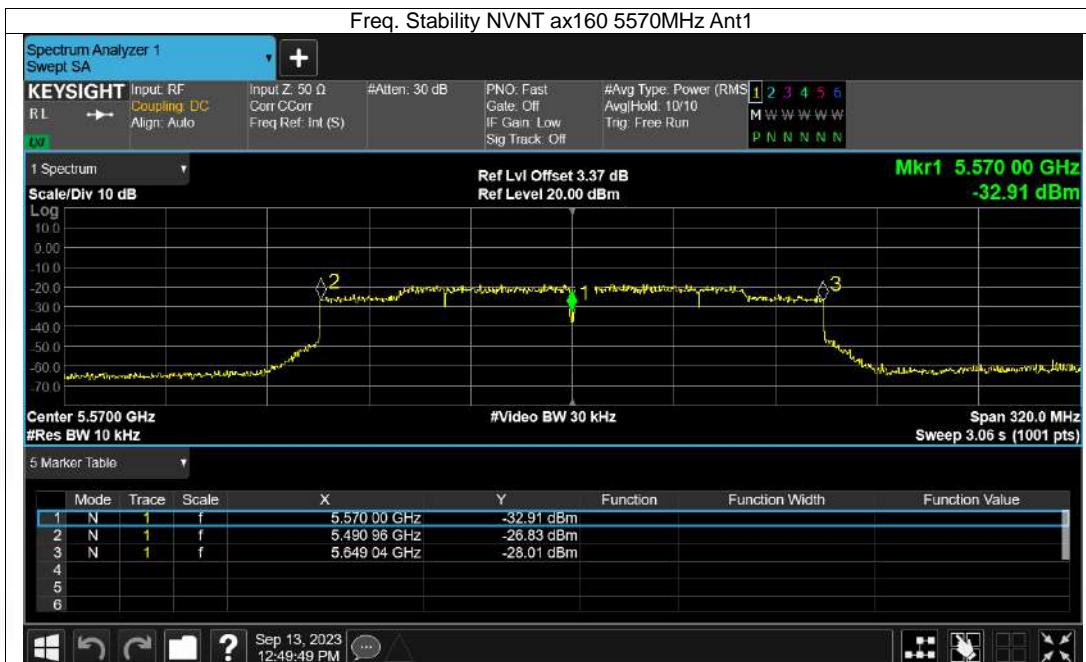 Freq. Stability NVNT ax160 5570MHz Ant1
Spectrum Analyzer 1
Swept SA
+
KEYSIGHT Input: RF Input Z: 50 Ω #Atten: 30 dB PNO: Fast #Avg Type: Power (RMS 1 2 3 4 5 6
RL Coupling: DC Corr CCorr Gate: Off Avg|Hold: 10/10 M W W W W W
Align: Auto Freq Ref: Int (S) IF Gain: Low Trig: Free Run
LXI Sig Track: Off P N N N N N
1 Spectrum Ref Lvl Offset 3.37 dB Mkr1 5.570 00 GHz
Scale/Div 10 dB Ref Level 20.00 dBm -32.91 dBm
Log
10.0
0.00
-10.0
2 3
-20.0
1
-30.0
-40.0
-50.0
-60.0
-70.0
Center 5.5700 GHz #Video BW 30 kHz Span 320.0 MHz
#Res BW 10 kHz Sweep 3.06 s (1001 pts)
5 Marker Table
Mode Trace Scale X Y Function Function Width Function Value
1 N 1 f 5.570 00 GHz -32.91 dBm
2 N 1 f 5.490 96 GHz -26.83 dBm
3 N 1 f 5.649 04 GHz -28.01 dBm
4
5
6
? Sep 13, 2023
12:49:49 PM